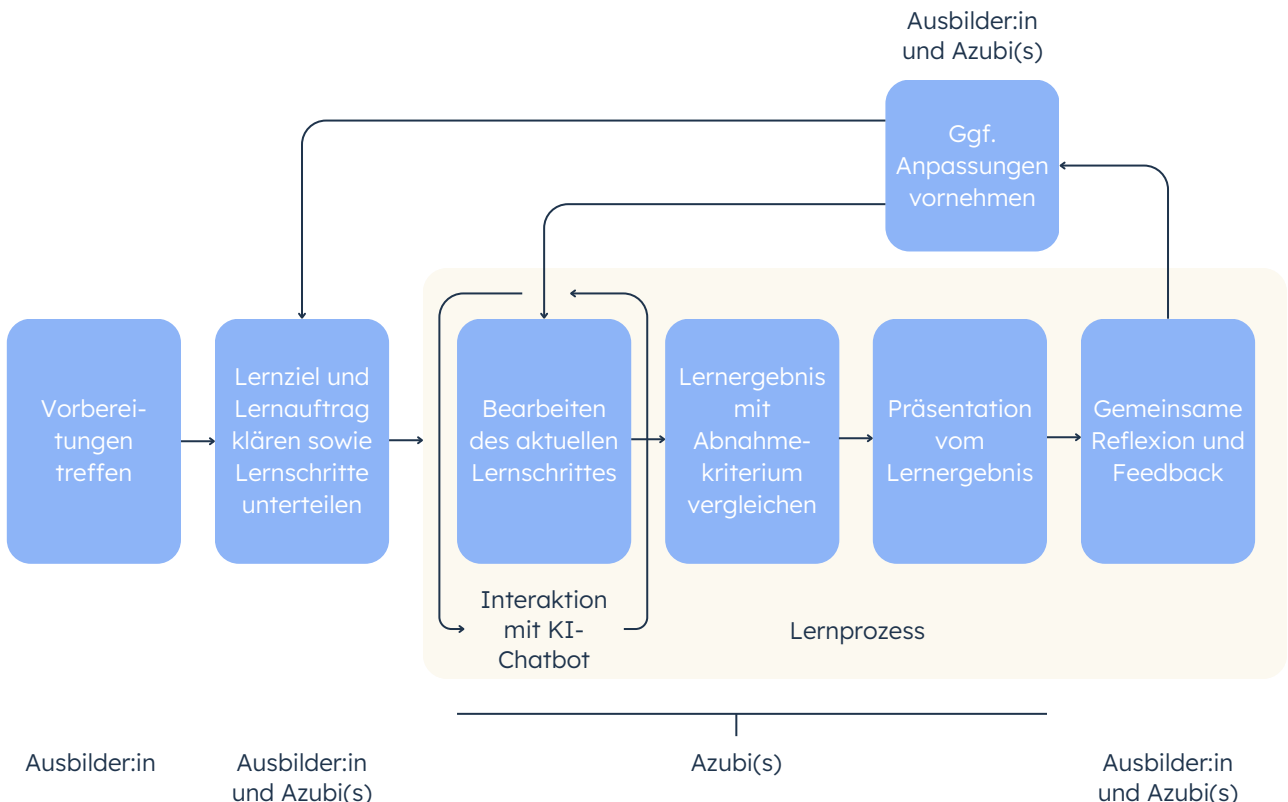 Ausbilder:in
und Azubi(s)
Ggf.
Anpassungen
vornehmen
Vorberei-
tungen
treffen
Lernziel und
Lernauftrag
klären sowie
Lernschritte
unterteilen
Bearbeiten
des aktuellen
Lernschrittes
Lernergebnis
mit
Abnahme-
kriterium
vergleichen
Präsentation
vom
Lernergebnis
Gemeinsame
Reflexion und
Feedback
Interaktion
mit KI-
Chatbot
Lernprozess
Ausbilder:in
Ausbilder:in
und Azubi(s)
Azubi(s)
Ausbilder:in
und Azubi(s)